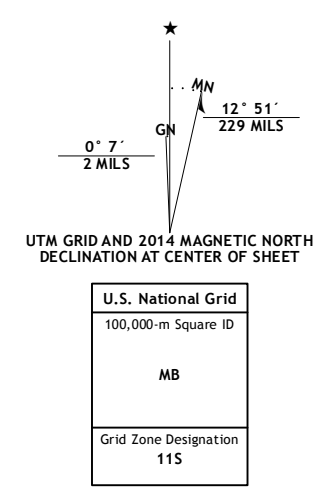 MN
12° 51´
229 MILS
GN
0° 7´
2 MILS
UTM GRID AND 2014 MAGNETIC NORTH
DECLINATION AT CENTER OF SHEET
U.S. National Grid
100,000-m Square ID
MB
Grid Zone Designation
11S